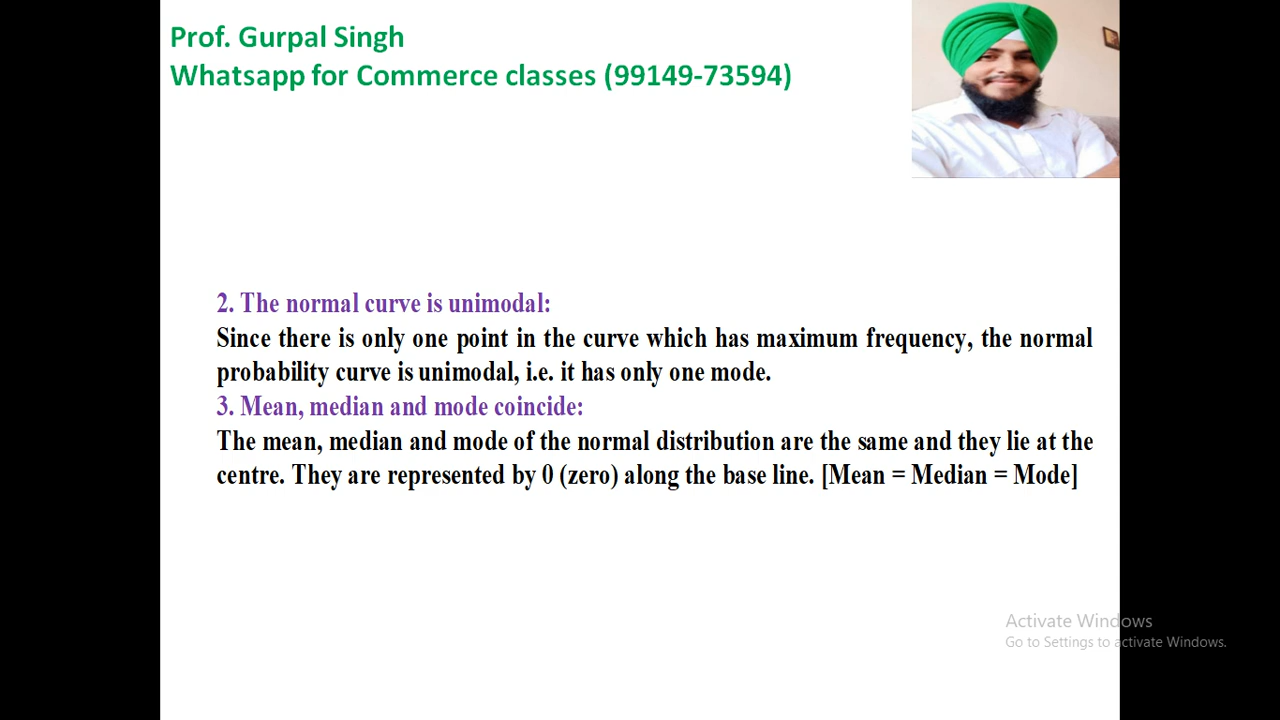 Prof. Gurpal Singh
Whatsapp for Commerce classes (99149-73594)
2. The normal curve is unimodal:
Since there is only one point in the curve which has maximum frequency, the normal
probability curve is unimodal, i.e. it has only one mode.
3. Mean, median and mode coincide:
The mean, median and mode of the normal distribution are the same and they lie at the
centre. They are represented by 0 (zero) along the base line. [Mean = Median = Mode]
Activate Windows
Go to Settings to activate Windows.